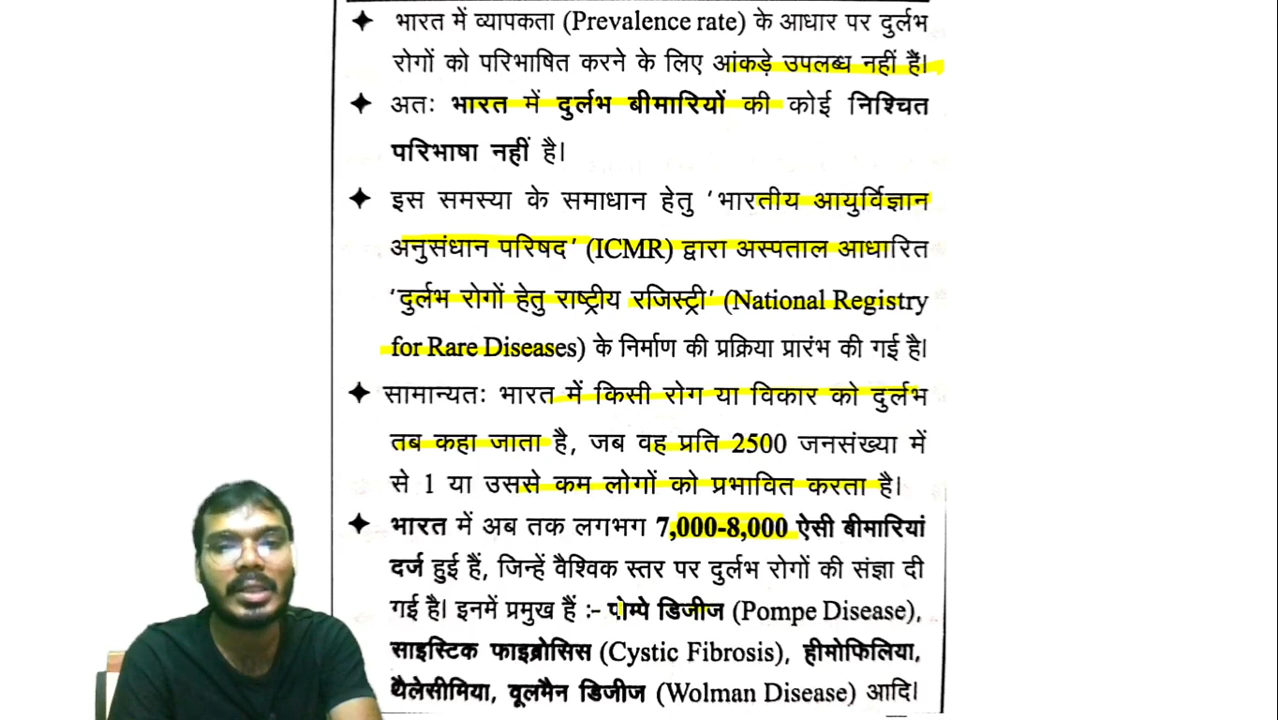 ✦ भारत में व्यापकता (Prevalence rate) के आधार पर दुर्लभ
रोगों को परिभाषित करने के लिए आंकड़े उपलब्ध नहीं हैं।
✦ अतः भारत में दुर्लभ बीमारियों की कोई निश्चित
परिभाषा नहीं है।
✦ इस समस्या के समाधान हेतु 'भारतीय आयुर्विज्ञान
अनुसंधान परिषद' (ICMR) द्वारा अस्पताल आधारित
'दुर्लभ रोगों हेतु राष्ट्रीय रजिस्ट्री' (National Registry
for Rare Diseases) के निर्माण की प्रक्रिया प्रारंभ की गई है।
✦ सामान्यतः भारत में किसी रोग या विकार को दुर्लभ
तब कहा जाता है, जब वह प्रति 2500 जनसंख्या में
से 1 या उससे कम लोगों को प्रभावित करता है।
✦ भारत में अब तक लगभग 7,000-8,000 ऐसी बीमारियां
दर्ज हुई हैं, जिन्हें वैश्विक स्तर पर दुर्लभ रोगों की संज्ञा दी
गई है। इनमें प्रमुख हैं :- पोम्पे डिजीज (Pompe Disease),
साइस्टिक फाइब्रोसिस (Cystic Fibrosis), हीमोफिलिया,
थैलेसीमिया, वूलमैन डिजीज (Wolman Disease) आदि।